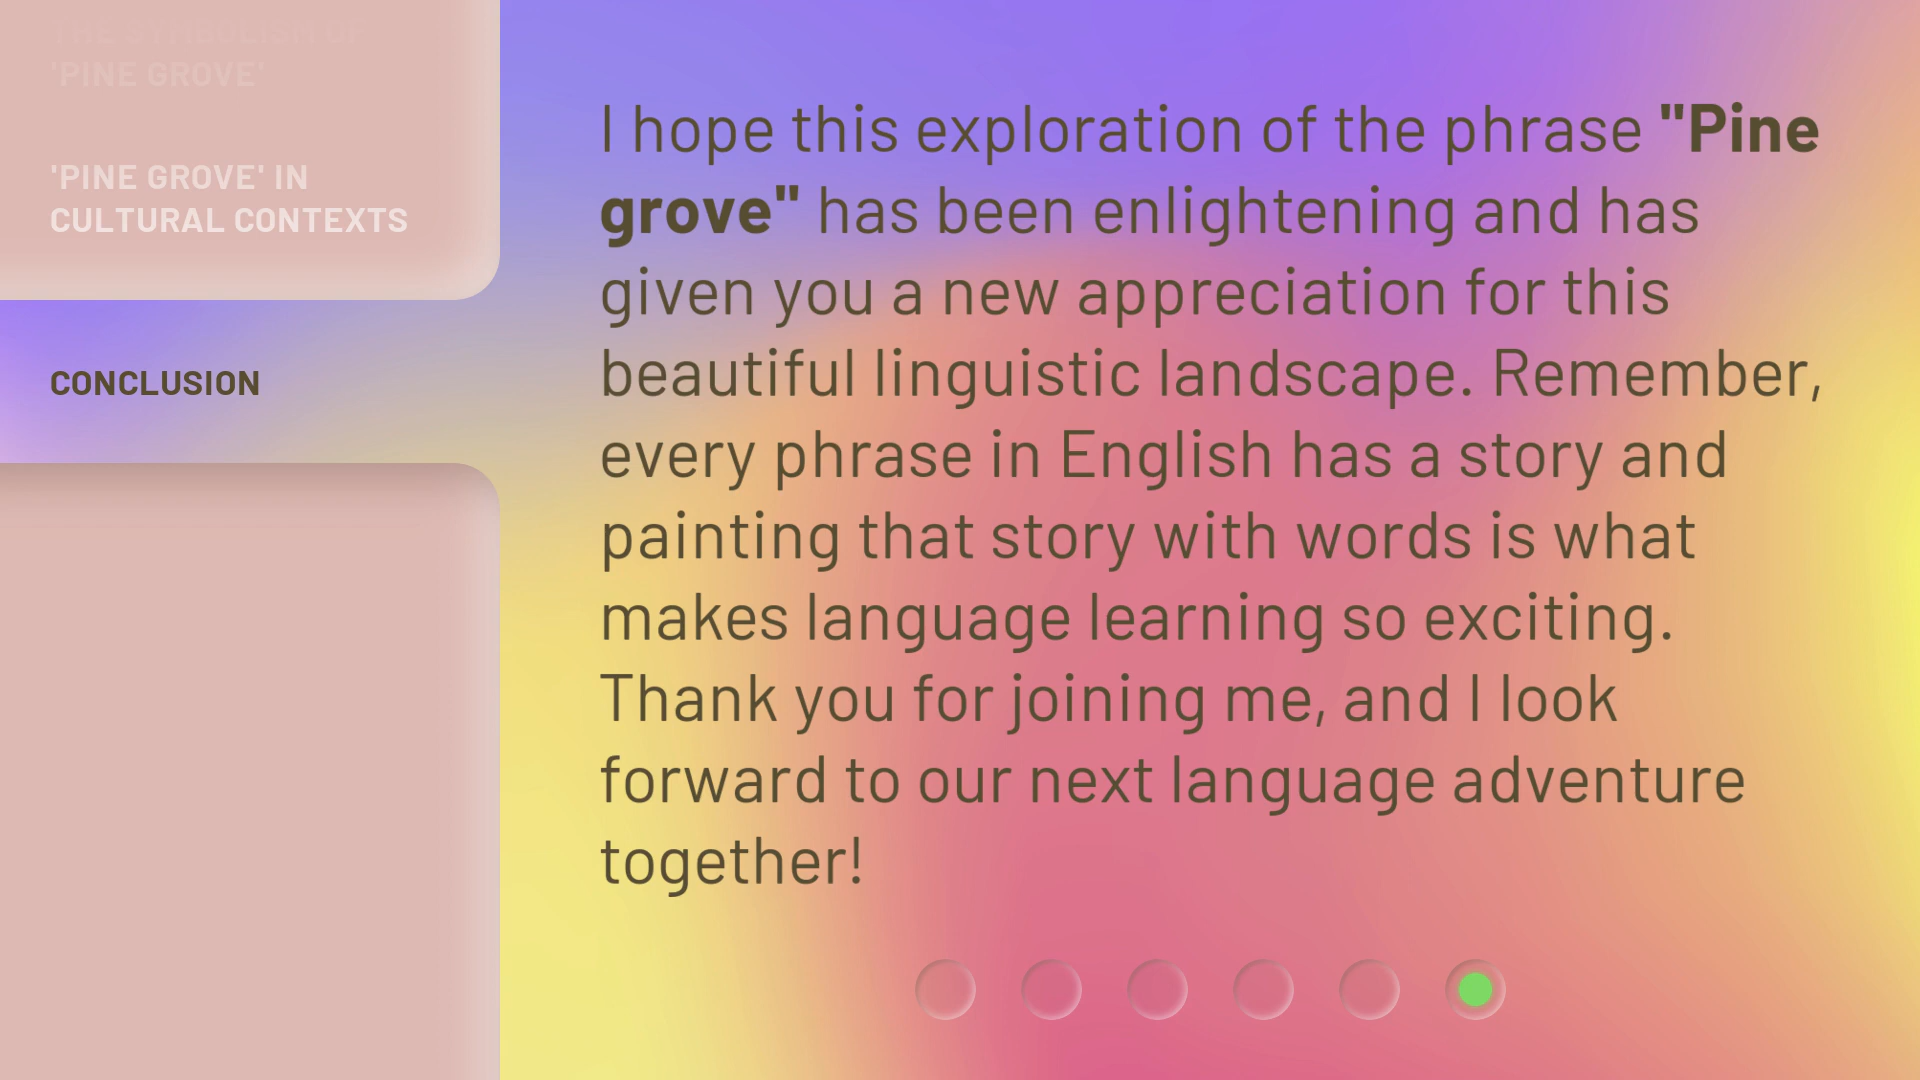 THE SYMBOLISM OF
'PINE GROVE'
'PINE GROVE' IN
CULTURAL CONTEXTS
CONCLUSION
I hope this exploration of the phrase "Pine
grove" has been enlightening and has
given you a new appreciation for this
beautiful linguistic landscape. Remember,
every phrase in English has a story and
painting that story with words is what
makes language learning so exciting.
Thank you for joining me, and I look
forward to our next language adventure
together!